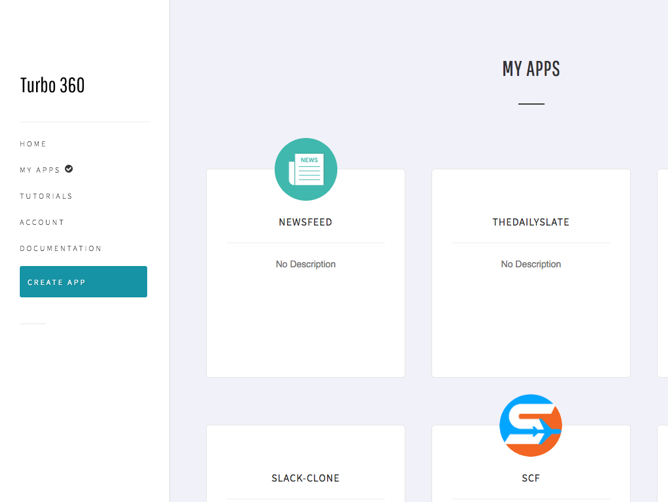 Turbo 360
HOME
MY APPS
TUTORIALS
ACCOUNT
DOCUMENTATION
CREATE APP
MY APPS
NEWS
NEWSFEED
No Description
THEDAILYSLATE
No Description
SLACK-CLONE
SCF